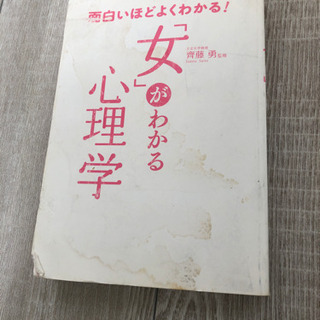 面白いほどよくわかる!
「女」がわかる
心理学
齊藤 勇 監修